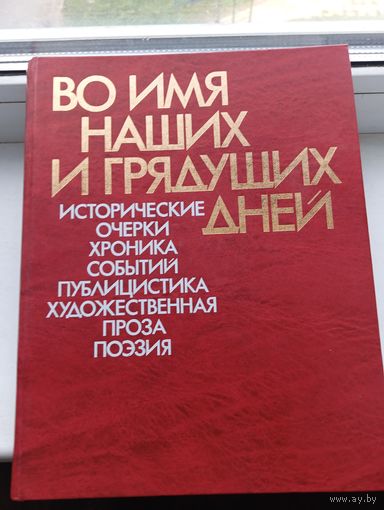 ВО ИМЯ
НАШИХ
И ГРЯДУЩИХ
ДНЕЙ
ИСТОРИЧЕСКИЕ
ОЧЕРКИ
ХРОНИКА
СОБЫТИЙ
ПУБЛИЦИСТИКА
ХУДОЖЕСТВЕННАЯ
ПРОЗА
ПОЭЗИЯ
www.ay.by